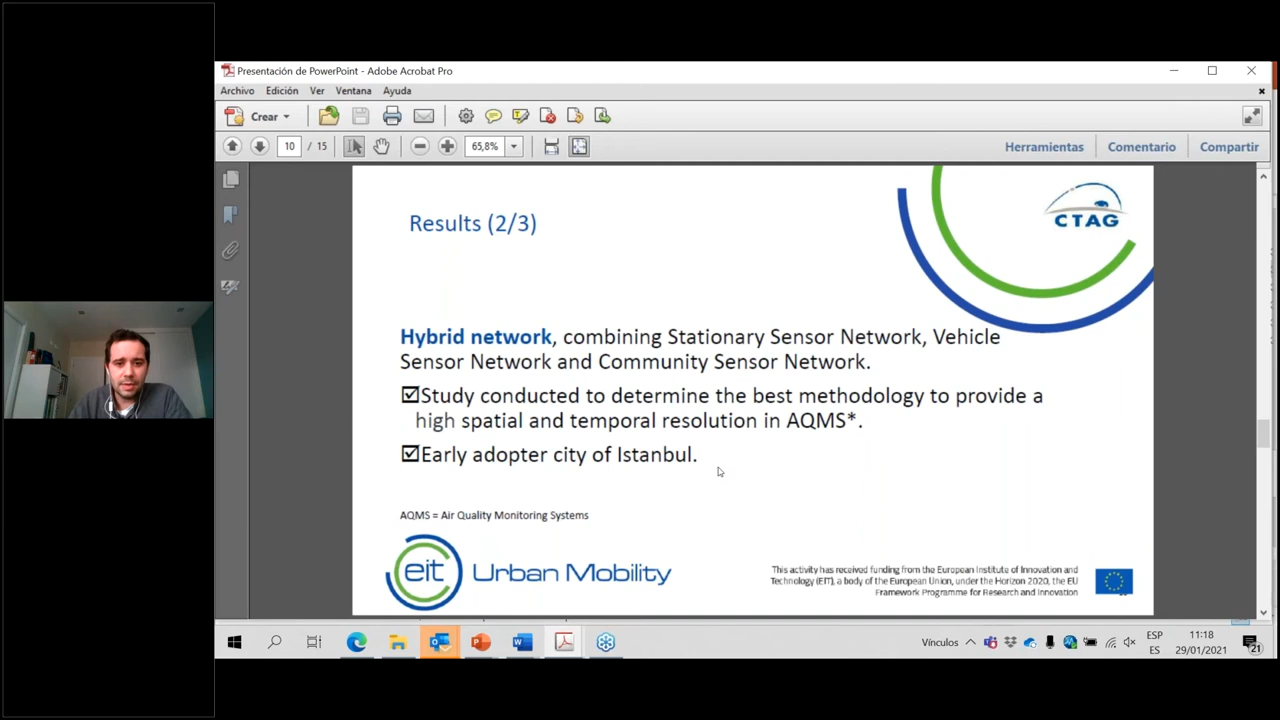 Presentación de PowerPoint - Adobe Acrobat Pro
Archivo Edición Ver Ventana Ayuda
Crear
10 / 15 65,8% Herramientas Comentario Compartir
CTAG
Results (2/3)
Hybrid network, combining Stationary Sensor Network, Vehicle
Sensor Network and Community Sensor Network.
Study conducted to determine the best methodology to provide a
high spatial and temporal resolution in AQMS*.
Early adopter city of Istanbul.
AQMS = Air Quality Monitoring Systems
eit Urban Mobility
This activity has received funding from the European Institute of Innovation and
Technology (EIT), a body of the European Union, under the Horizon 2020, the EU
Framework Programme for Research and Innovation
Vínculos
ESP
ES
11:18
29/01/2021
21